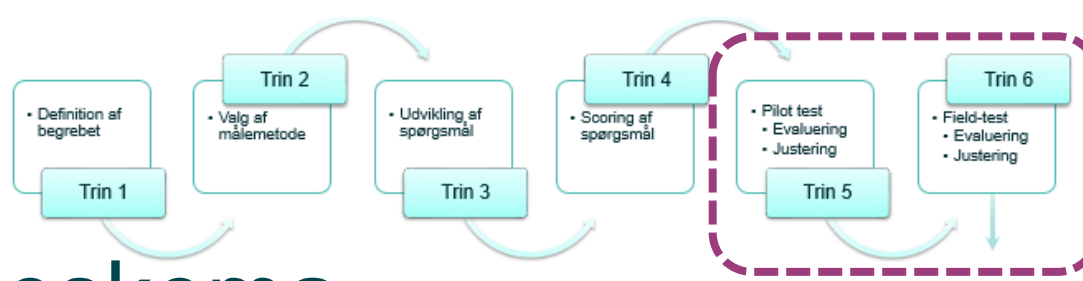 Trin 1
• Definition af
begrebet
Trin 2
• Valg af
målemetode
Trin 3
• Udvikling af
spørgsmål
Trin 4
• Scoring af
spørgsmål
Trin 5
• Pilot test
• Evaluering
• Justering
Trin 6
• Field-test
• Evaluering
• Justering